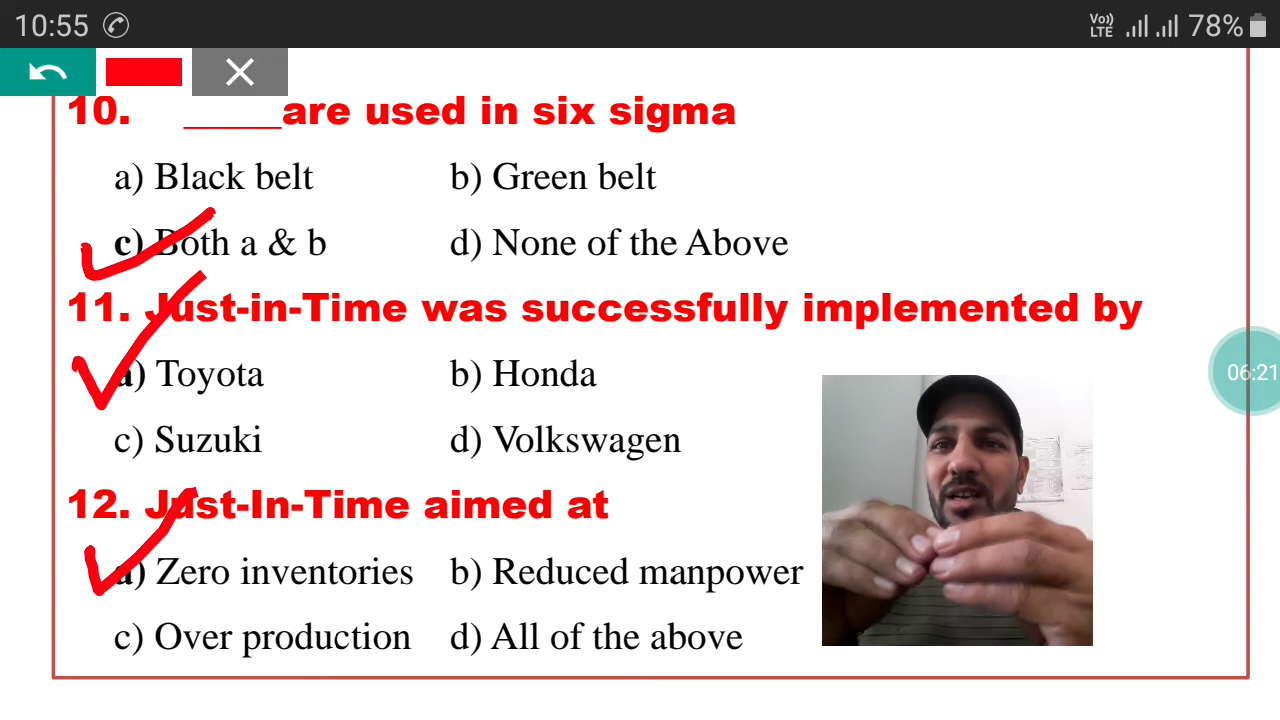 10:55 Vo)) LTE 78%
10. _____are used in six sigma
a) Black belt b) Green belt
c) Both a & b d) None of the Above
11. Just-in-Time was successfully implemented by
a) Toyota b) Honda
06:21
c) Suzuki d) Volkswagen
12. Just-In-Time aimed at
a) Zero inventories b) Reduced manpower
c) Over production d) All of the above